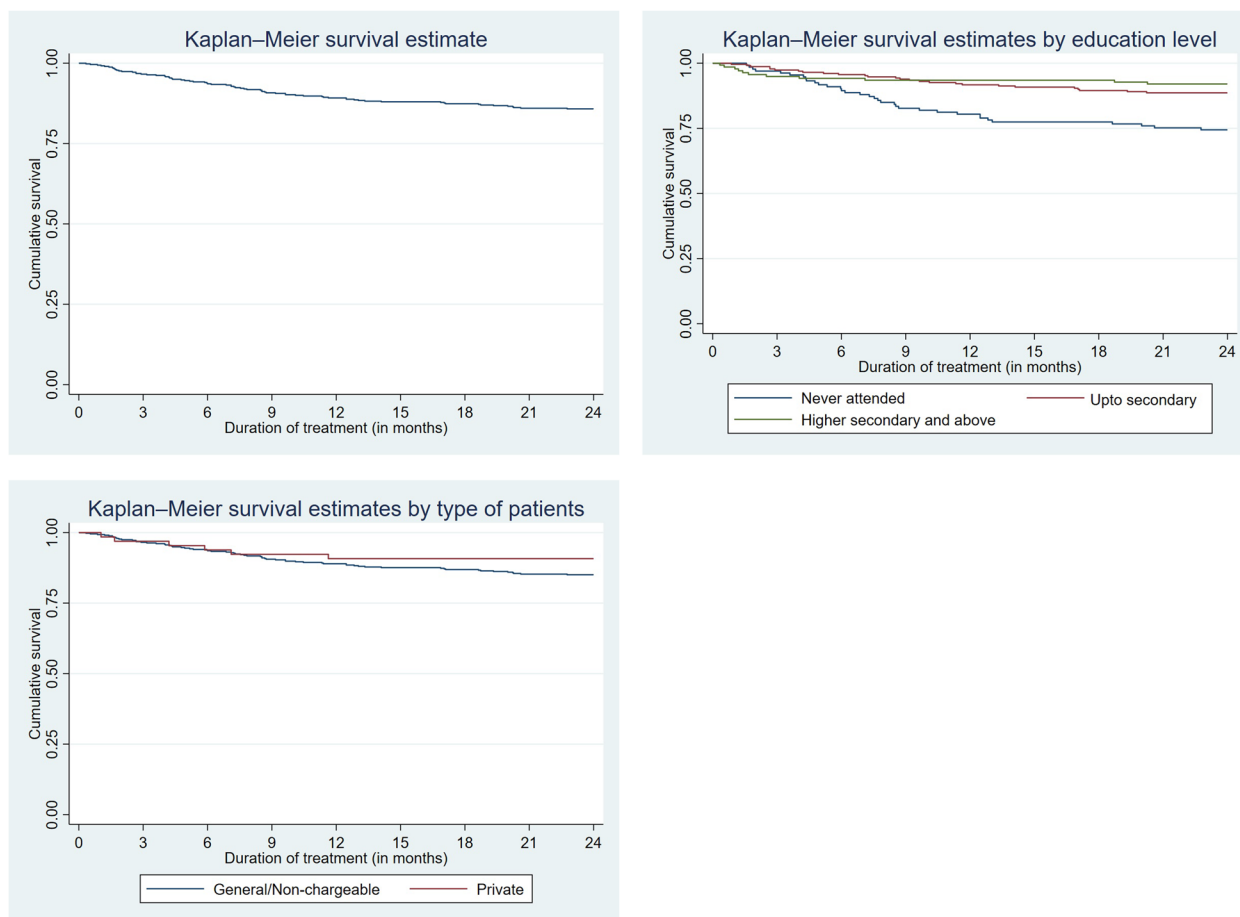 Kaplan–Meier survival estimate
Cumulative survival
1.00
0.75
0.50
0.25
0.00
0 3 6 9 12 15 18 21 24
Duration of treatment (in months)
Kaplan–Meier survival estimates by education level
Cumulative survival
1.00
0.75
0.50
0.25
0.00
0 3 6 9 12 15 18 21 24
Duration of treatment (in months)
Never attended Upto secondary
Higher secondary and above
Kaplan–Meier survival estimates by type of patients
Cumulative survival
1.00
0.75
0.50
0.25
0.00
0 3 6 9 12 15 18 21 24
Duration of treatment (in months)
General/Non-chargeable Private